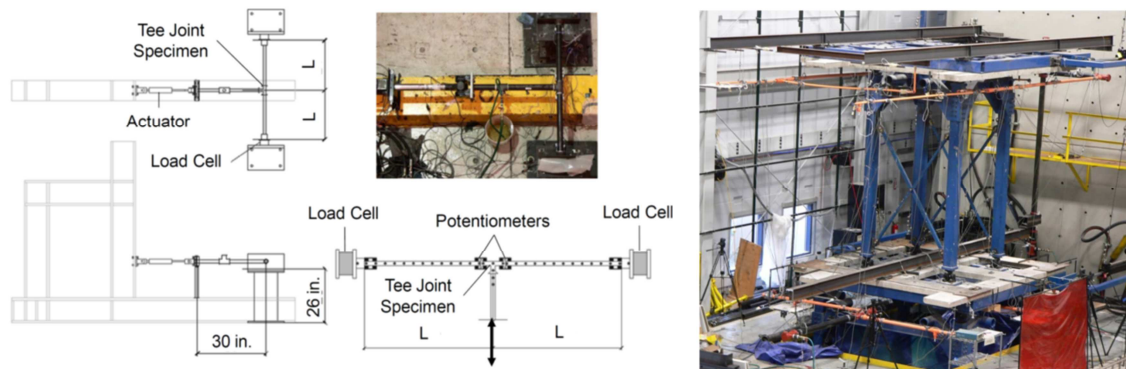 Tee Joint
Specimen
L
L
Actuator
Load Cell
26 in.
30 in.
Load Cell
Potentiometers
Load Cell
Tee Joint
Specimen
L
L